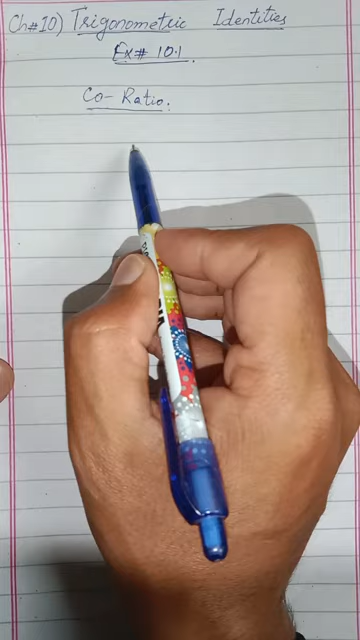 Ch#10) Trigonometric Identities
Ex# 10.1.
Co-Ratio.